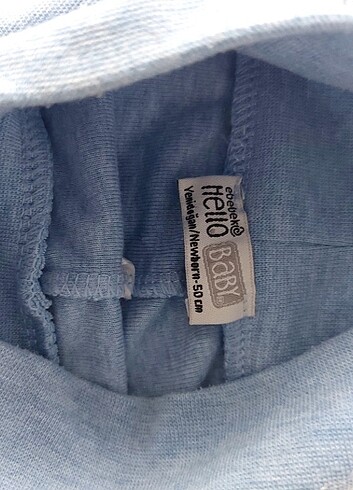 ebebek
Hello
BABY
Yenidoğan/Newborn-50 cm